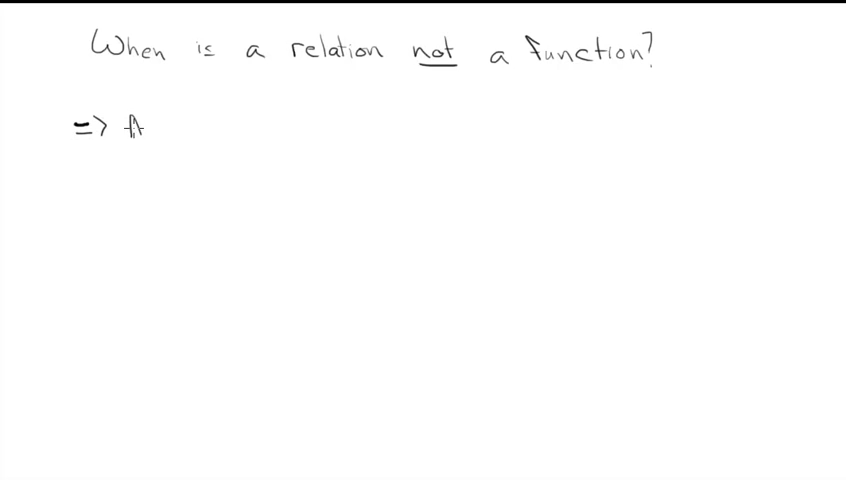 When is a relation not a function?
=> A